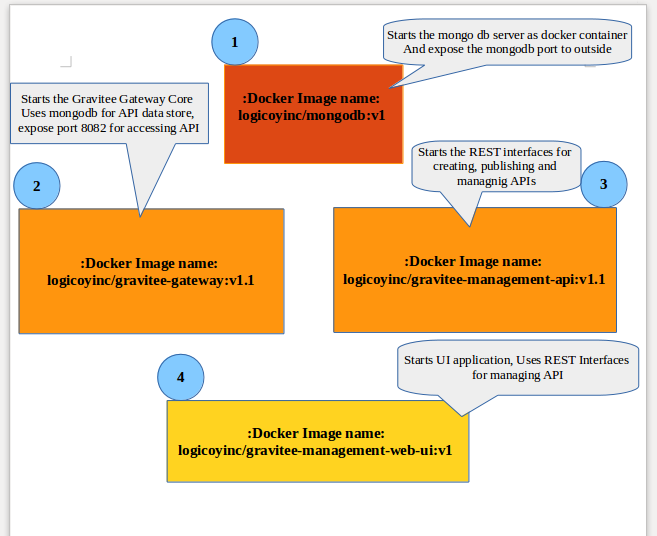 1
Starts the mongo db server as docker container
And expose the mongodb port to outside
:Docker Image name:
logicoyinc/mongodb:v1
Starts the Gravitee Gateway Core
Uses mongodb for API data store,
expose port 8082 for accessing API
2
:Docker Image name:
logicoyinc/gravitee-gateway:v1.1
Starts the REST interfaces for
creating, publishing and
managnig APIs
3
:Docker Image name:
logicoyinc/gravitee-management-api:v1.1
Starts UI application, Uses REST Interfaces
for managing API
4
:Docker Image name:
logicoyinc/gravitee-management-web-ui:v1